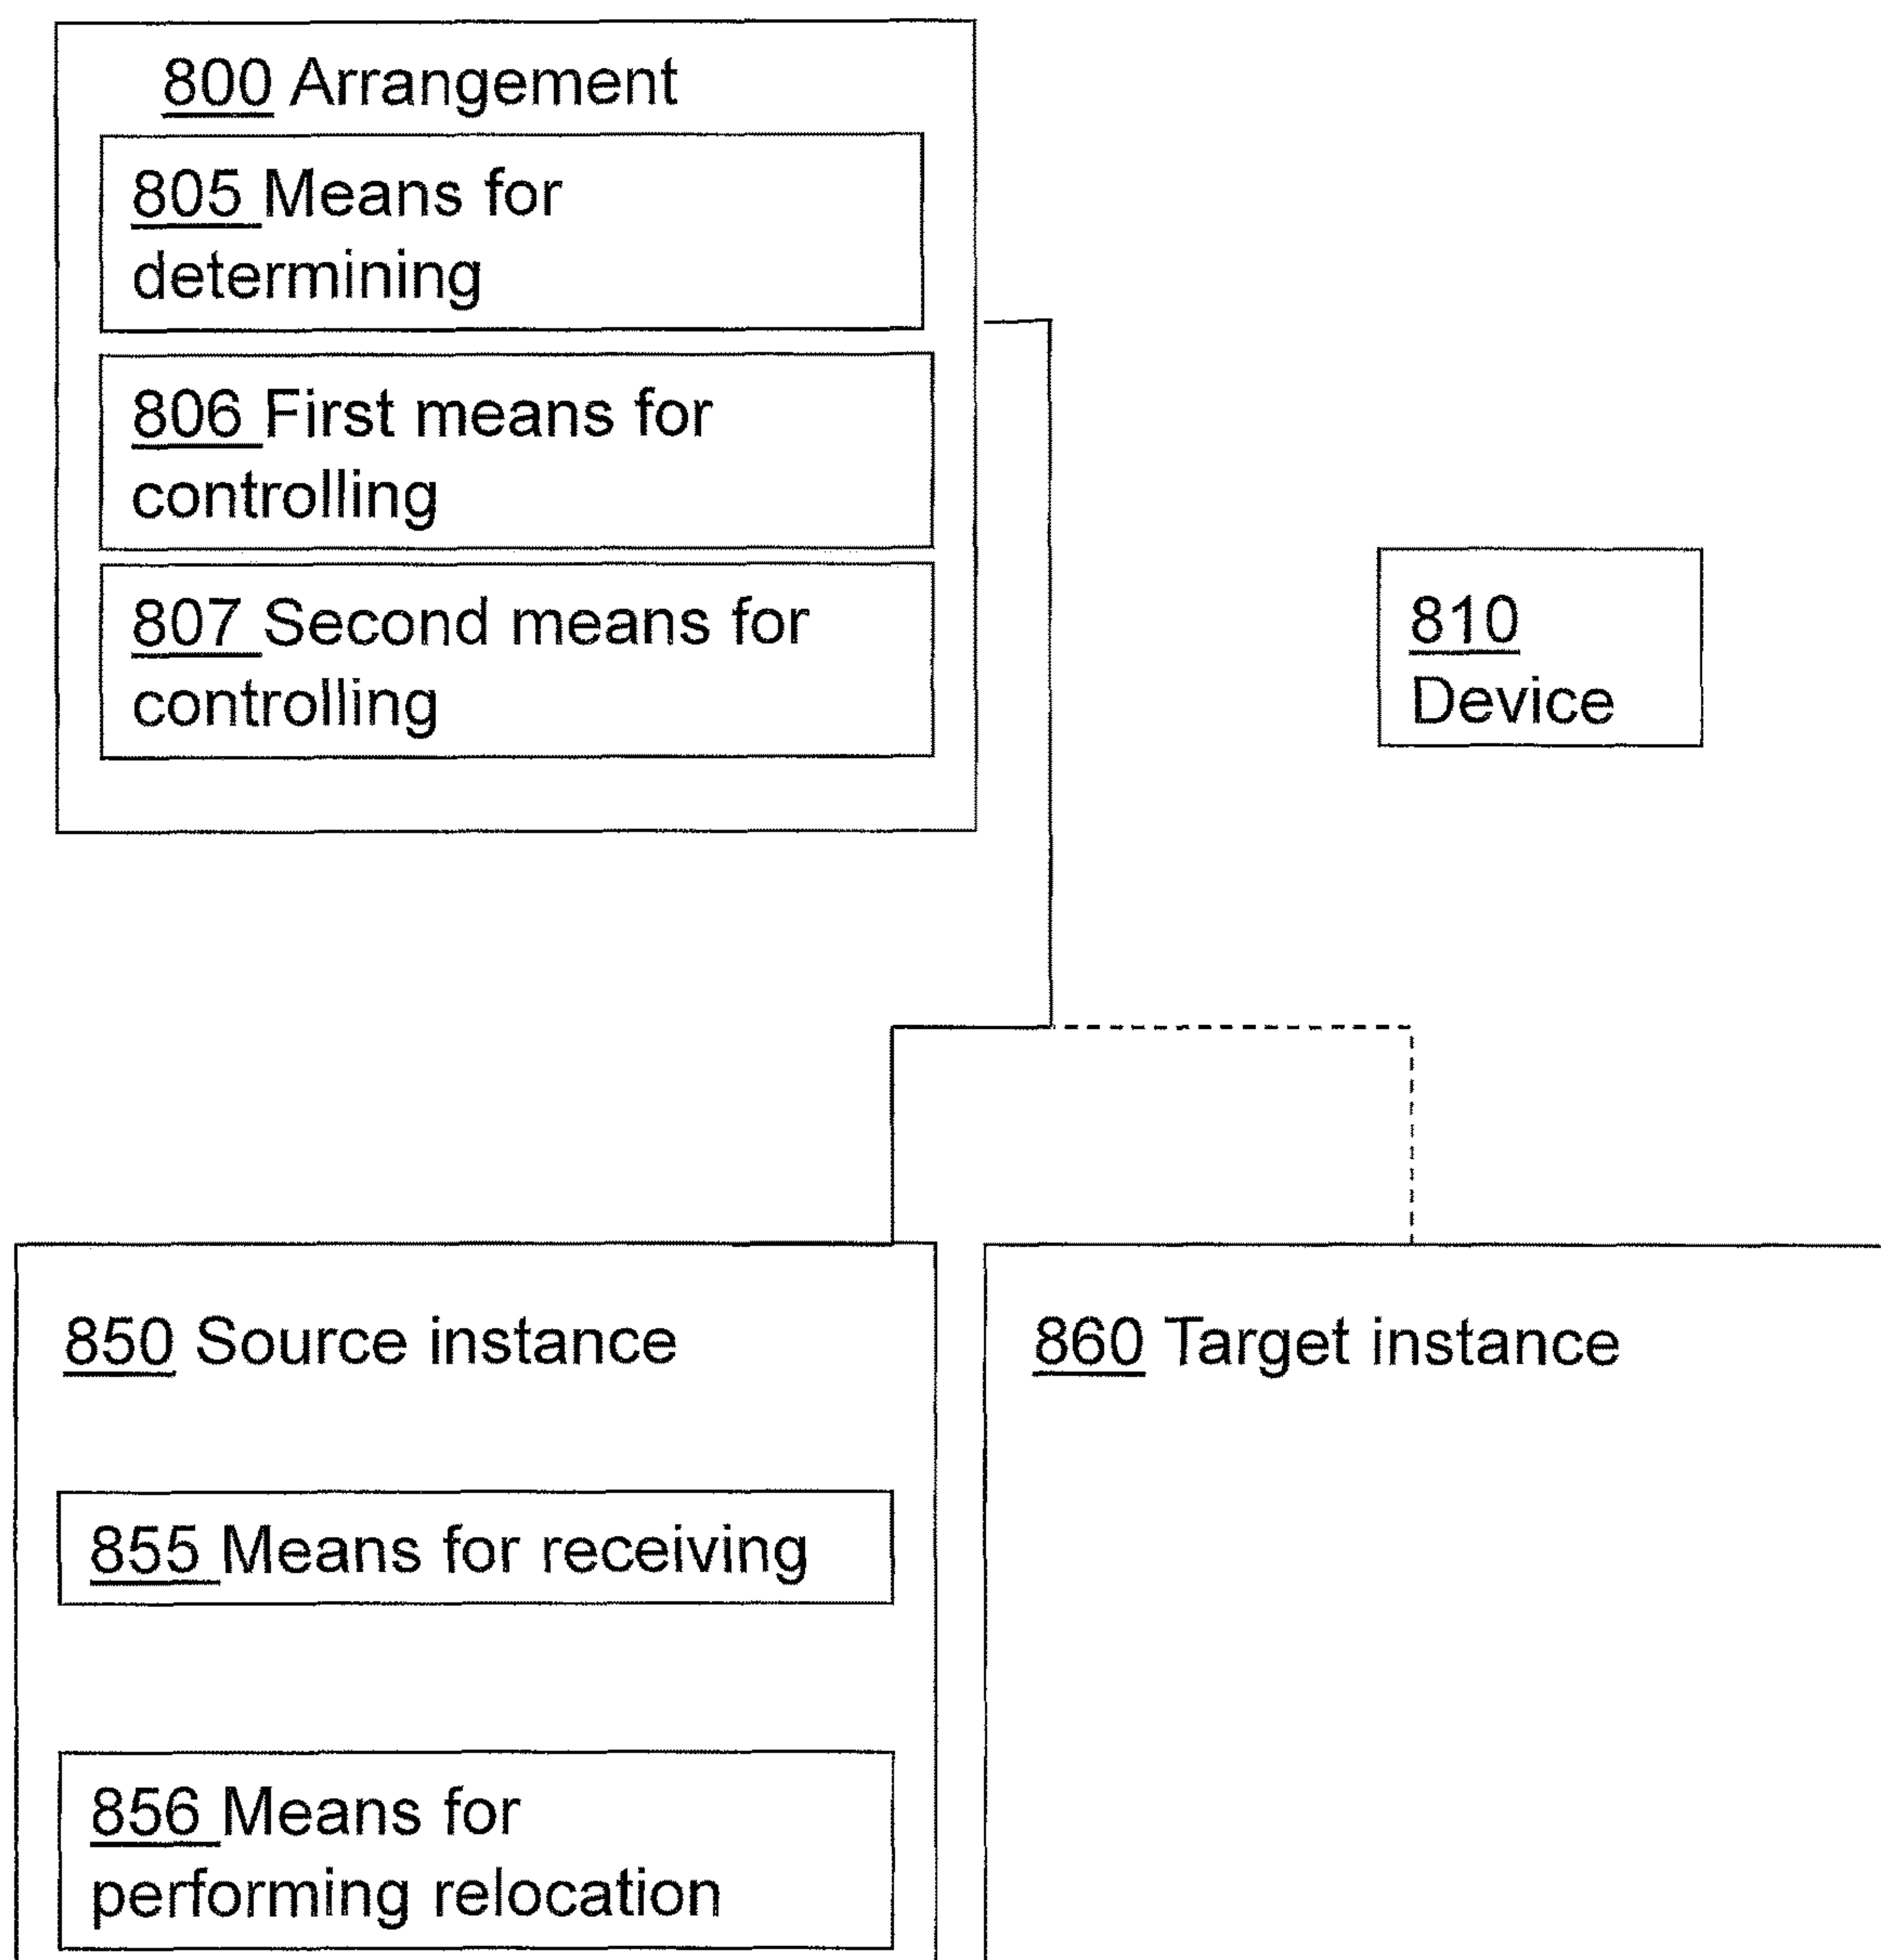 800 Arrangement
805 Means for
determining
806 First means for
controlling
807 Second means for
controlling
810
Device
850 Source instance
855 Means for receiving
856 Means for
performing relocation
860 Target instance